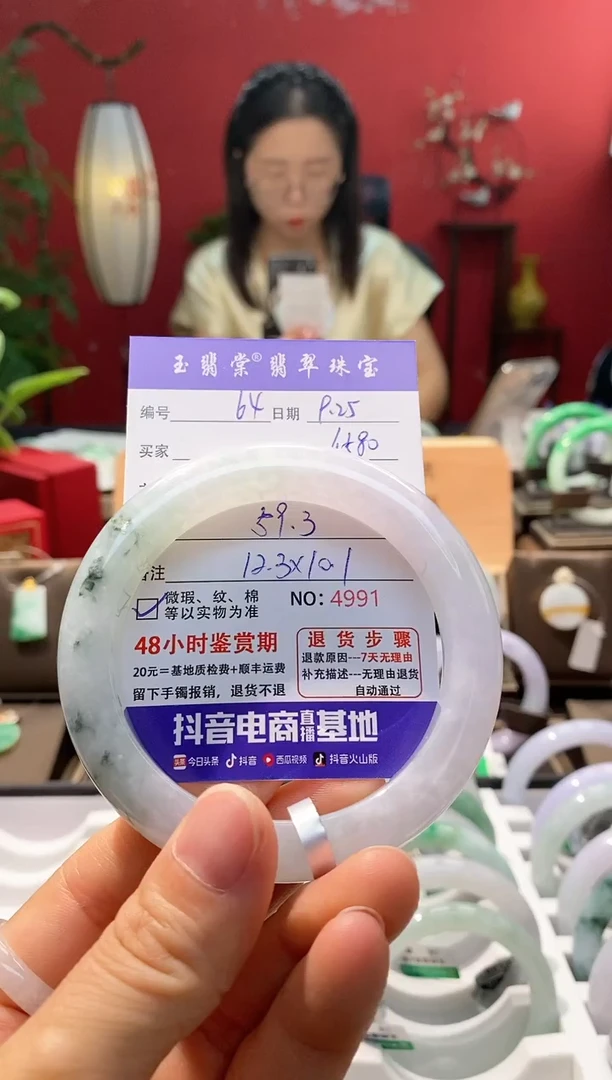 玉翡棠®翡翠珠宝
编号 64 日期 9.25
买家 1480
59.3
备注 12.3×10.1
微瑕、纹、棉
等以实物为准
NO: 4991
48小时鉴赏期
20元=基地质检费+顺丰运费
留下手镯报销，退货不退
退货步骤
退款原因---7天无理由
补充描述---无理由退货
自动通过
抖音电商直播基地
头条 今日头条 抖音 西瓜视频 抖音火山版